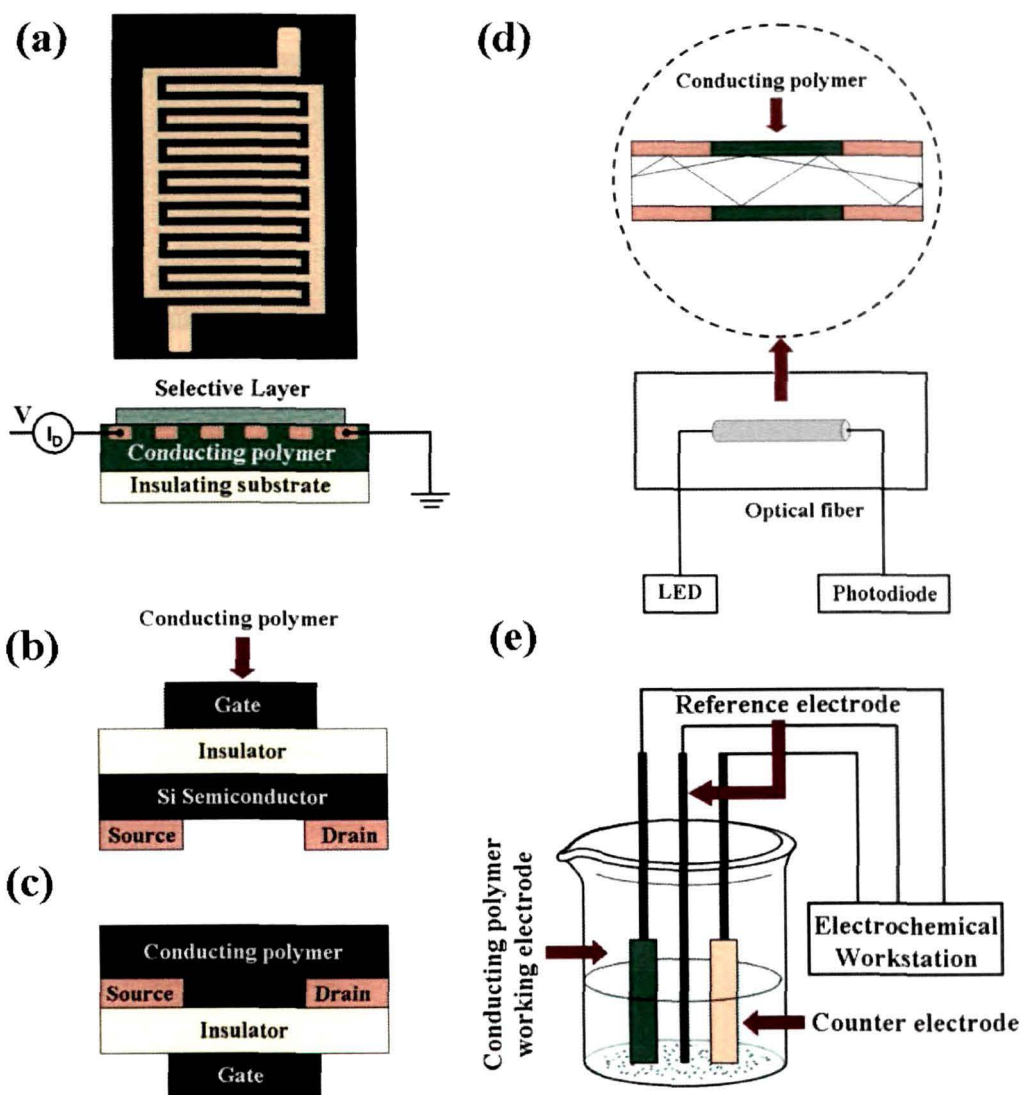 (a)
Selective Layer
V
I_D
Conducting polymer
Insulating substrate
(b)
Conducting polymer
Gate
Insulator
Si Semiconductor
Source
Drain
(c)
Conducting polymer
Source
Drain
Insulator
Gate
(d)
Conducting polymer
Optical fiber
LED
Photodiode
(e)
Reference electrode
Conducting polymer
working electrode
Electrochemical
Workstation
Counter electrode